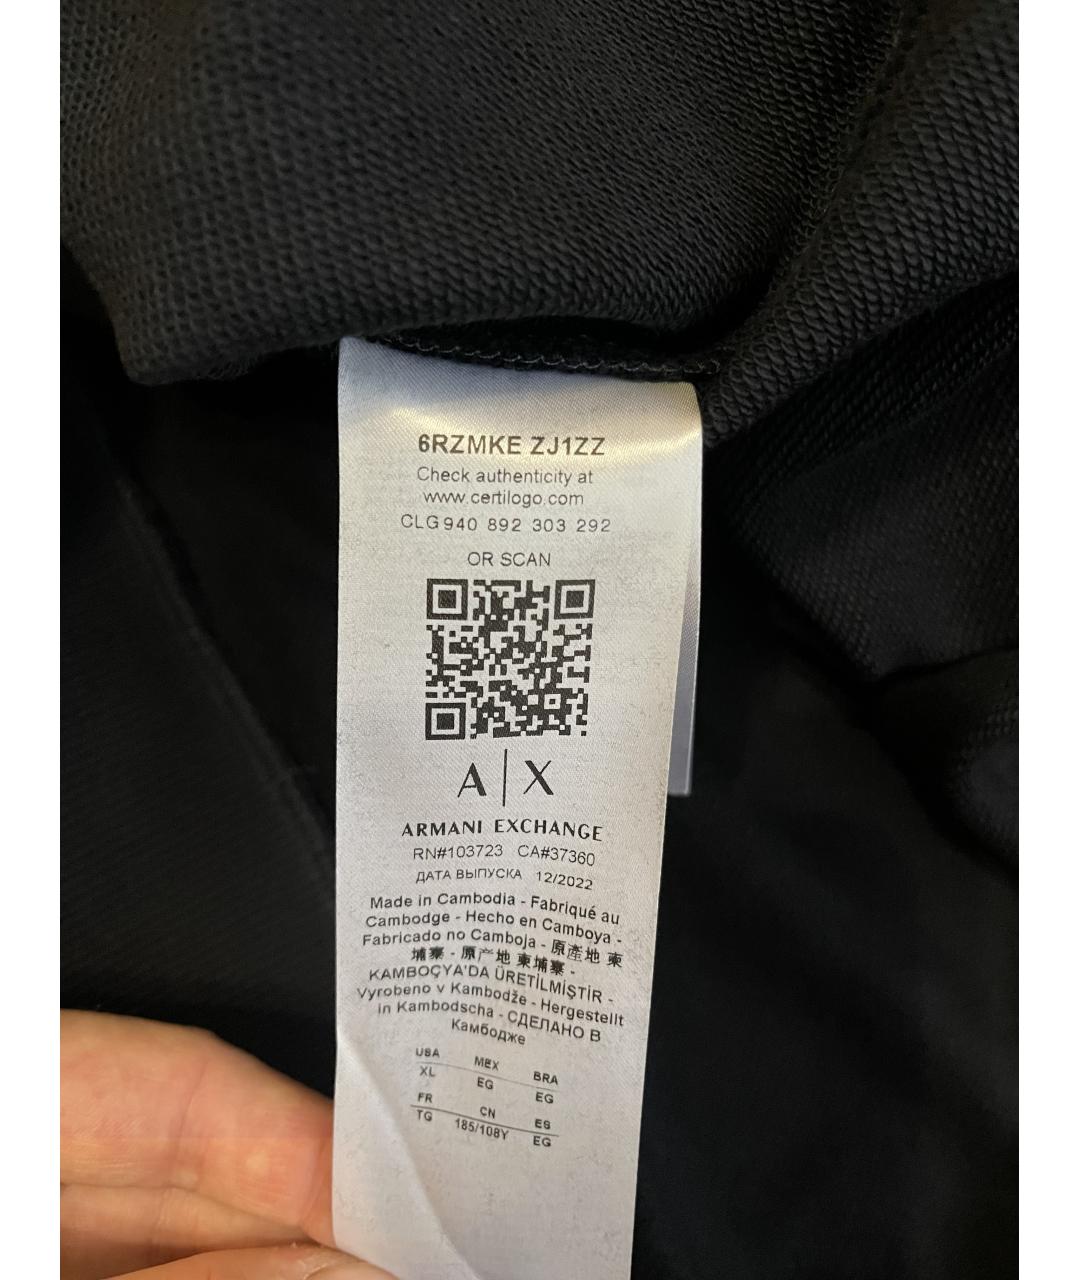 6RZMKE ZJ1ZZ
Check authenticity at
www.certilogo.com
CLG 940 892 303 292
OR SCAN
A|X
ARMANI EXCHANGE
RN#103723 CA#37360
ДАТА ВЫПУСКА 12/2022
Made in Cambodia - Fabriqué au
Cambodge - Hecho en Camboya -
Fabricado no Camboja - 原產地 柬
埔寨 - 原产地 柬埔寨 -
KAMBOÇYA'DA ÜRETİLMİŞTİR -
Vyrobeno v Kambodže - Hergestellt
in Kambodscha - СДЕЛАНО В
Камбодже
USA MEX BRA
XL EG EG
FR CN ES
TG 185/108Y EG